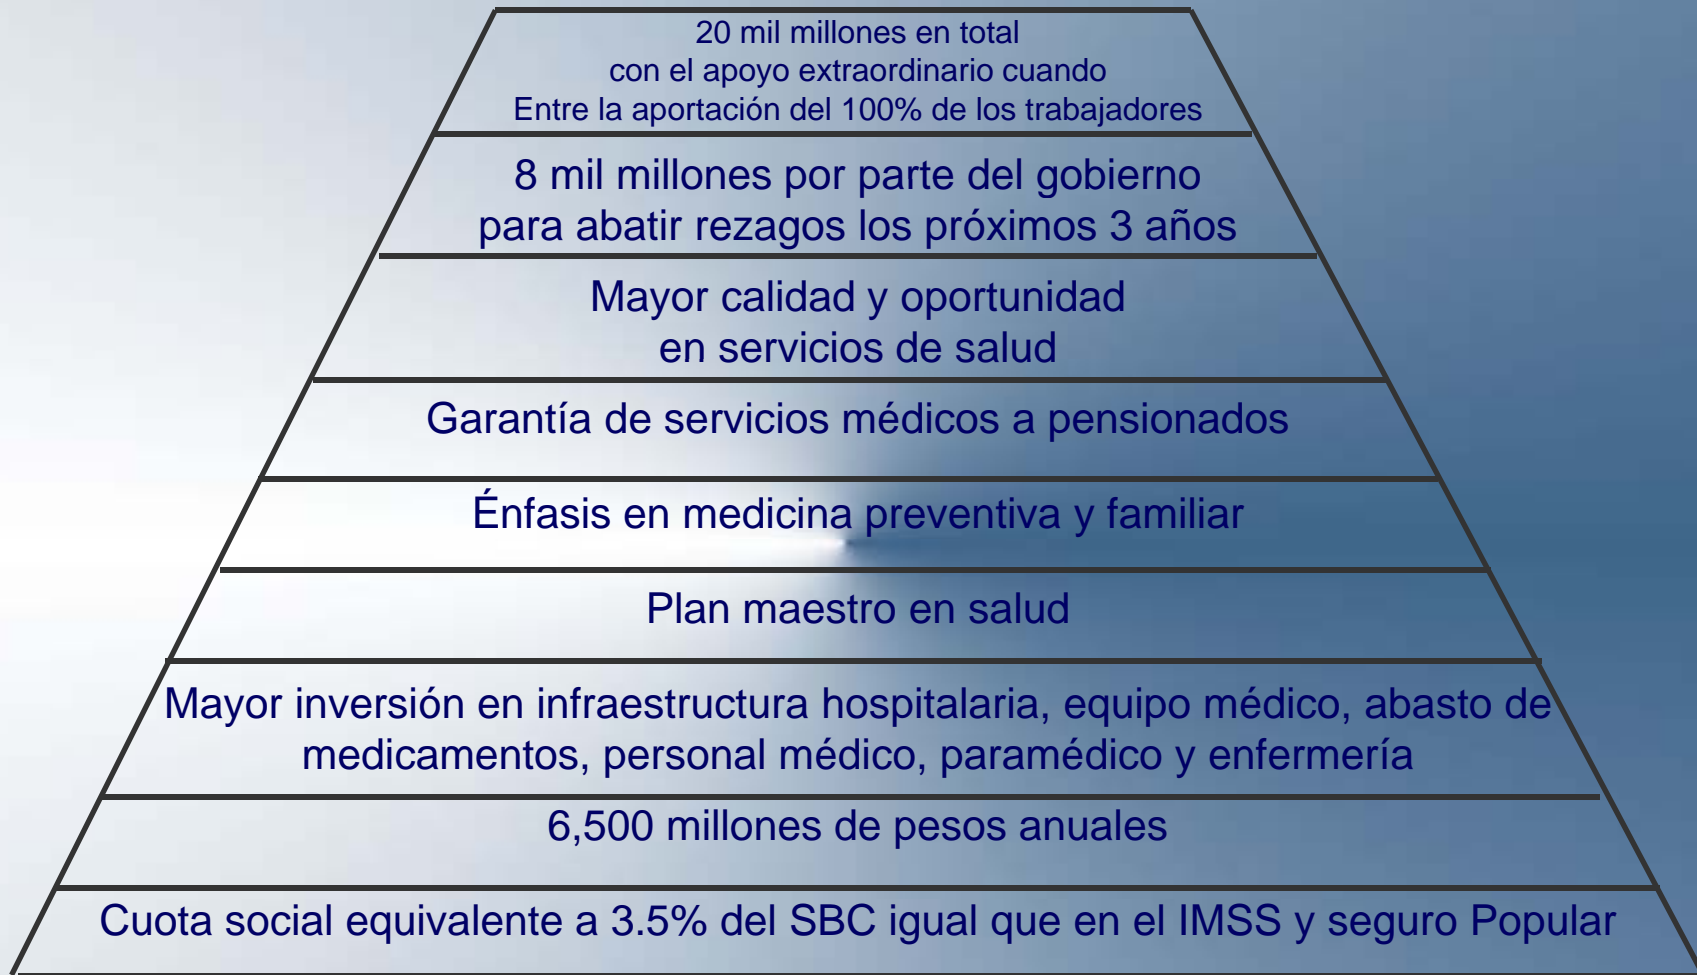 20 mil millones en total
con el apoyo extraordinario cuando
Entre la aportación del 100% de los trabajadores
8 mil millones por parte del gobierno
para abatir rezagos los próximos 3 años
Mayor calidad y oportunidad
en servicios de salud
Garantía de servicios médicos a pensionados
Énfasis en medicina preventiva y familiar
Plan maestro en salud
Mayor inversión en infraestructura hospitalaria, equipo médico, abasto de
medicamentos, personal médico, paramédico y enfermería
6,500 millones de pesos anuales
Cuota social equivalente a 3.5% del SBC igual que en el IMSS y seguro Popular